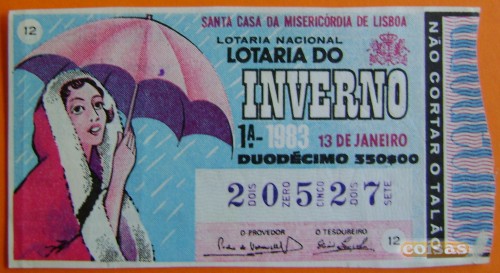 12
SANTA CASA DA MISERICÓRDIA DE LISBOA
LOTARIA NACIONAL
LOTARIA DO
INVERNO
1ª- 1983 13 DE JANEIRO
DUODÉCIMO 350$00
2 0 5 2 7
DOIS ZERO CINCO DOIS SETE
O PROVEDOR O TESOUREIRO
12
NÃO CORTAR O TALÃO
coisas